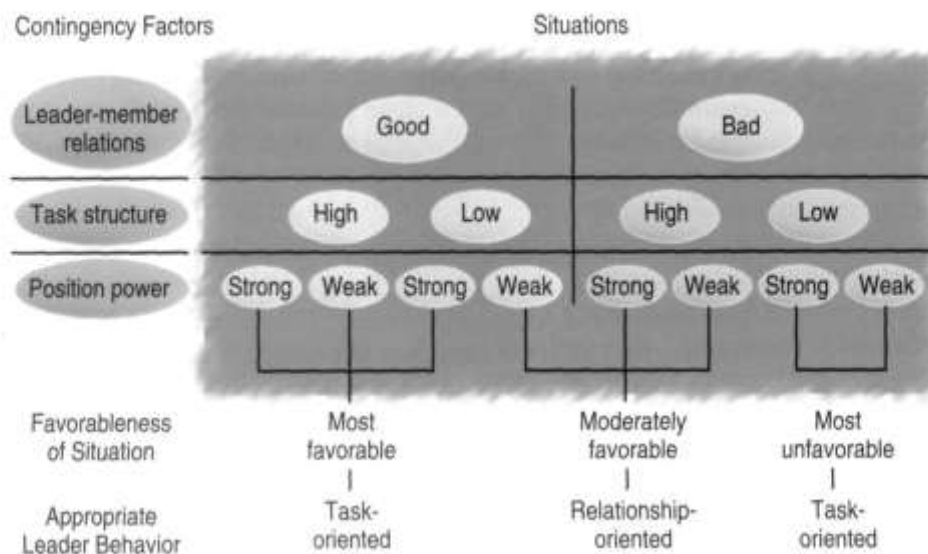 Contingency Factors
Situations
Leader-member
relations
Good
Bad
Task structure
High
Low
High
Low
Position power
Strong
Weak
Strong
Weak
Strong
Weak
Strong
Weak
Favorableness
of Situation
Most
favorable
Moderately
favorable
Most
unfavorable
Appropriate
Leader Behavior
Task-
oriented
Relationship-
oriented
Task-
oriented